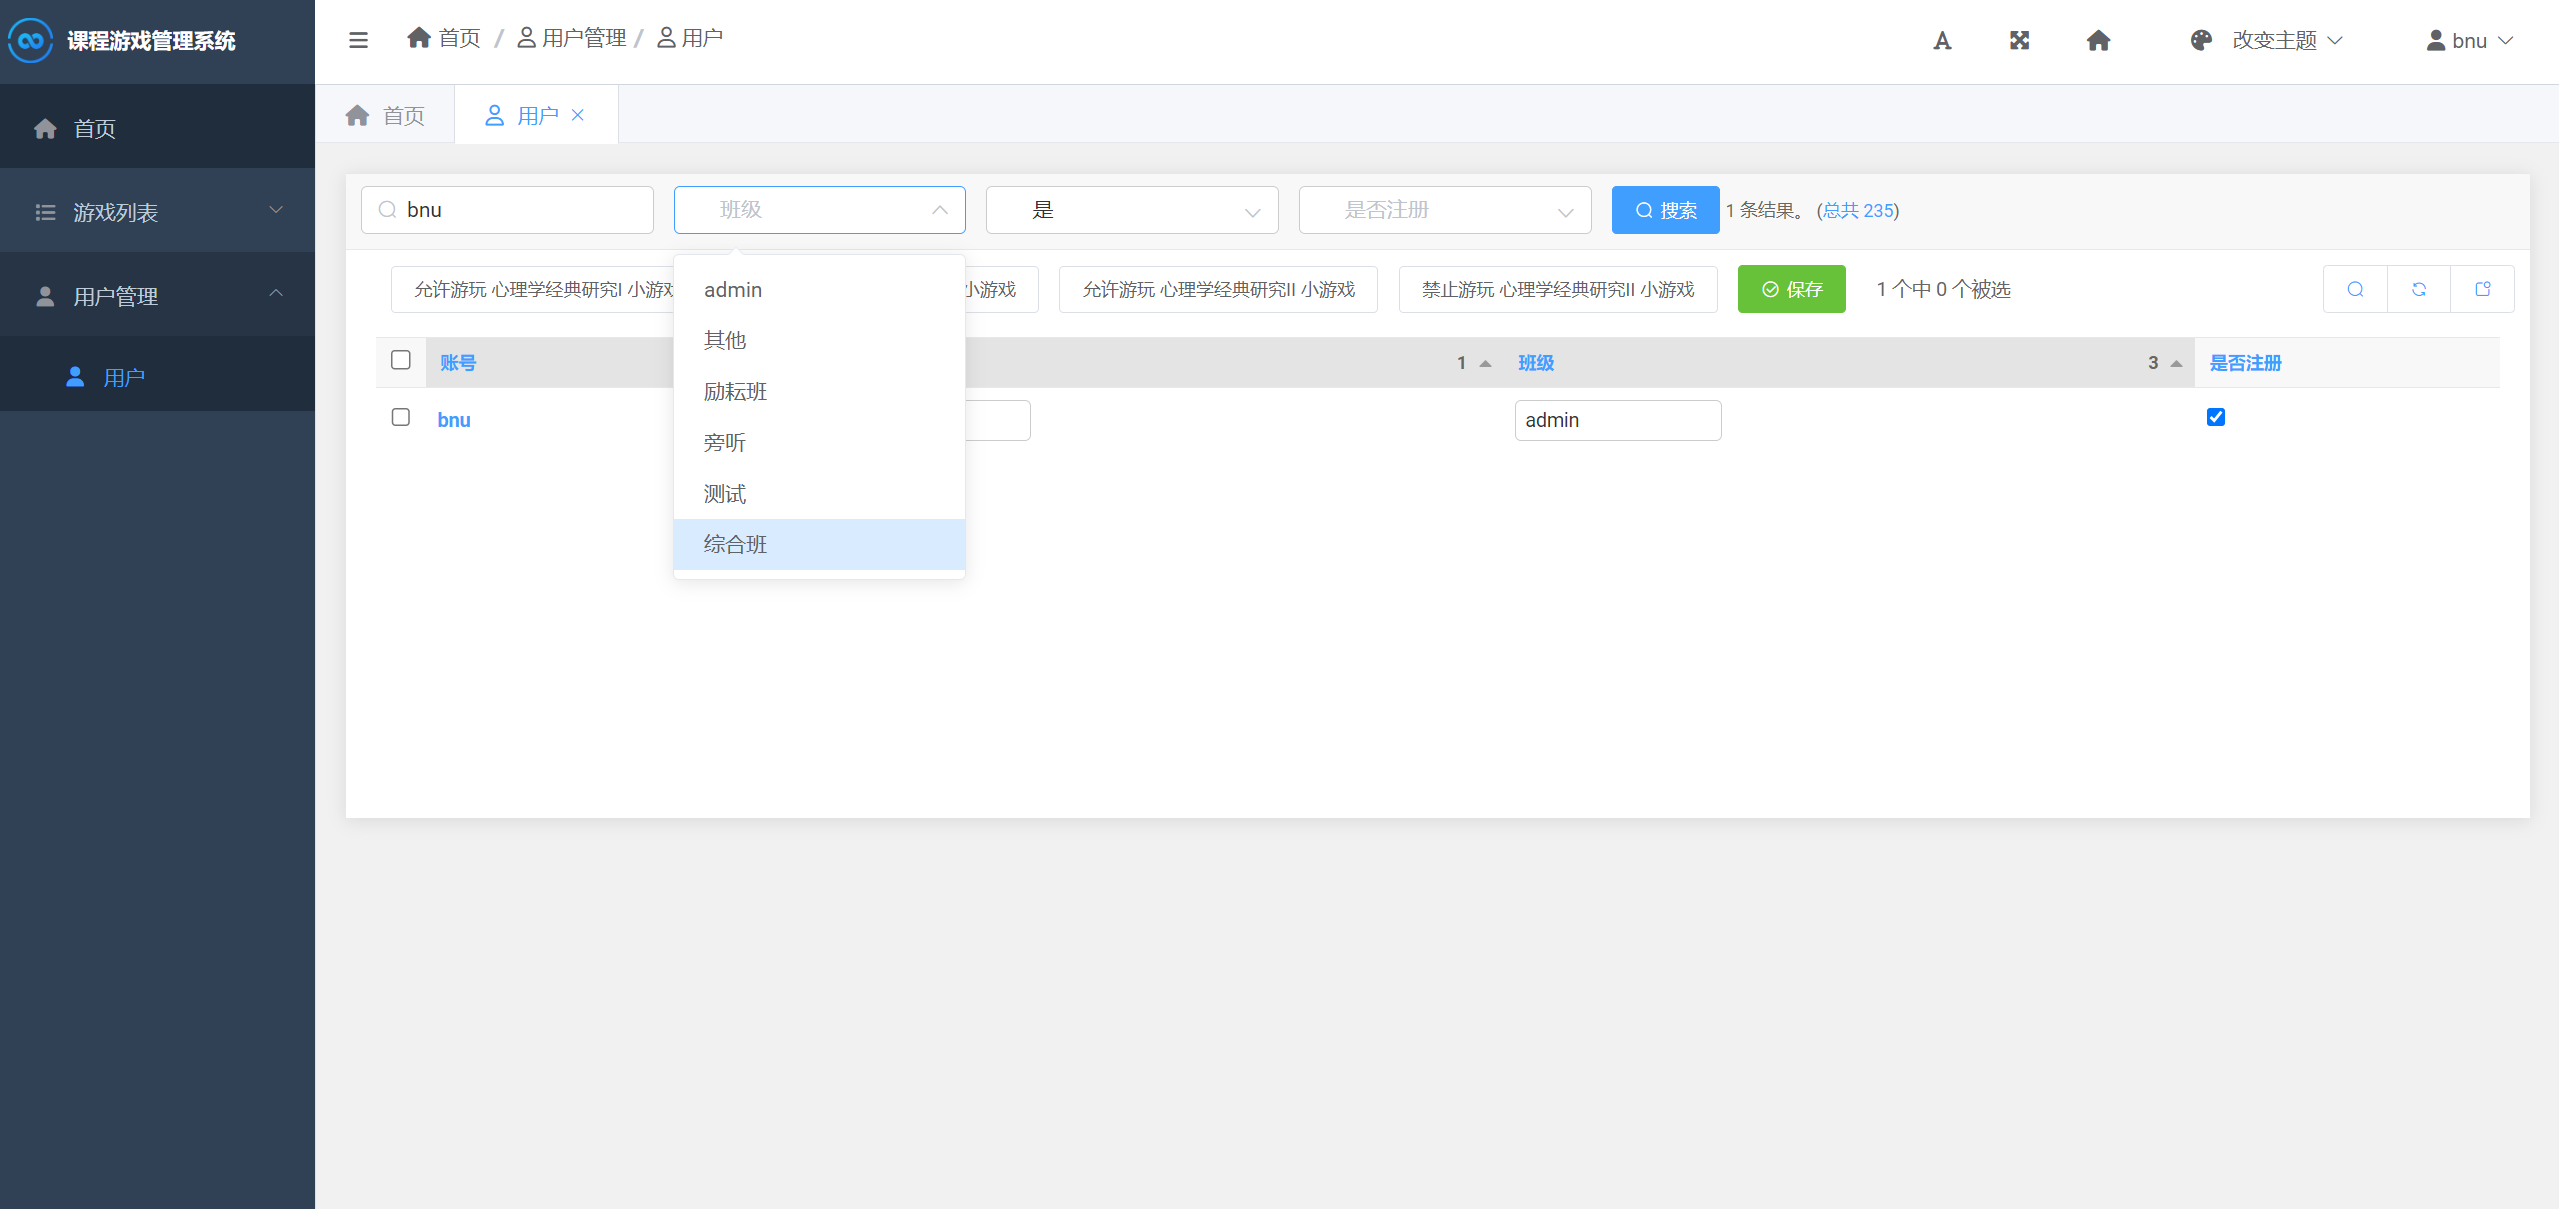 课程游戏管理系统
首页 / 用户管理 / 用户
改变主题
bnu
首页
游戏列表
用户管理
用户
首页
用户
bnu
班级
是
是否注册
搜索
1 条结果。 (总共 235)
允许游玩 心理学经典研究I 小游戏
小游戏
允许游玩 心理学经典研究II 小游戏
禁止游玩 心理学经典研究II 小游戏
保存
1 个中 0 个被选
admin
其他
励耘班
旁听
测试
综合班
账号
1
班级
3
是否注册
bnu
admin